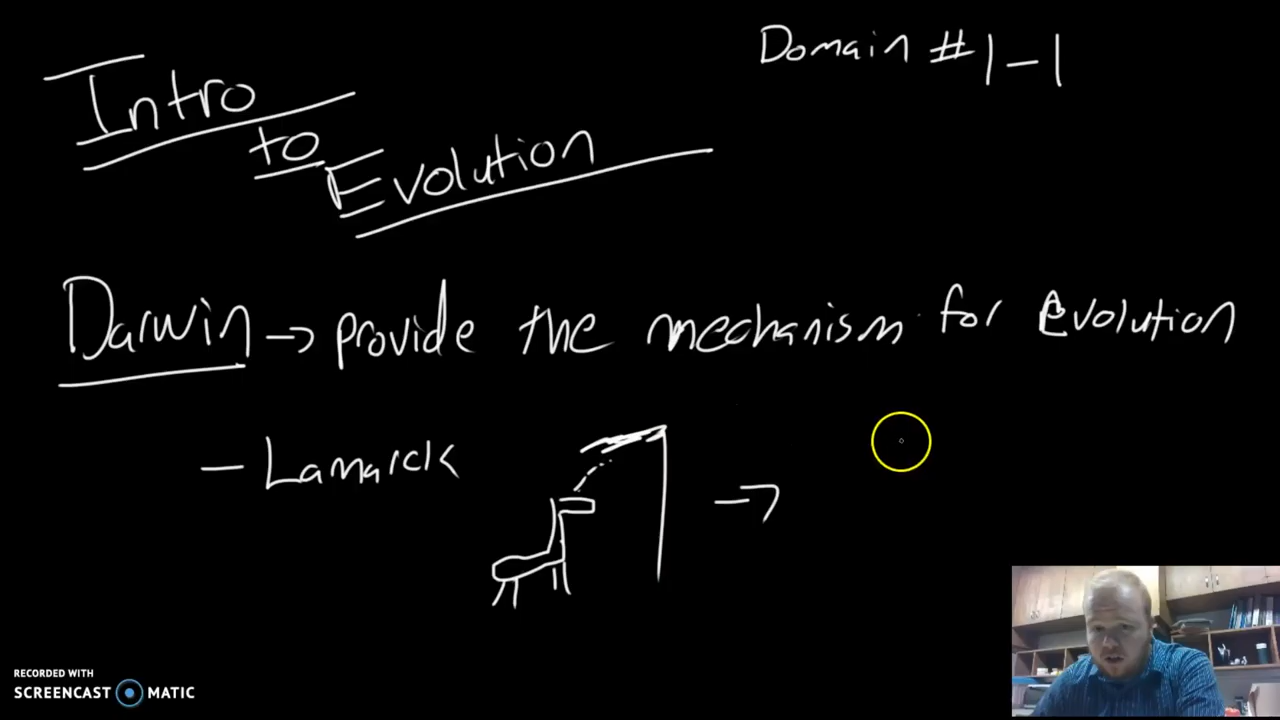 Domain #1-1
Intro
to
Evolution
Darwin → provide the mechanism for Evolution
- Lamarck
→
RECORDED WITH
SCREENCAST MATIC